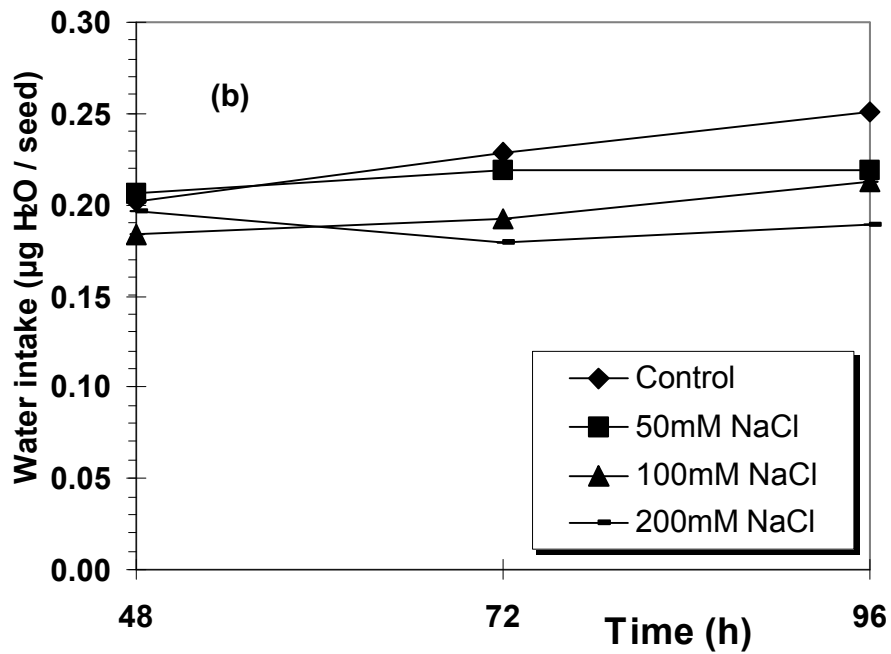 0.30
0.25
0.20
0.15
0.10
0.05
0.00
Water intake (µg H₂O / seed)
(b)
Control
50mM NaCl
100mM NaCl
200mM NaCl
48
72
96
Time (h)